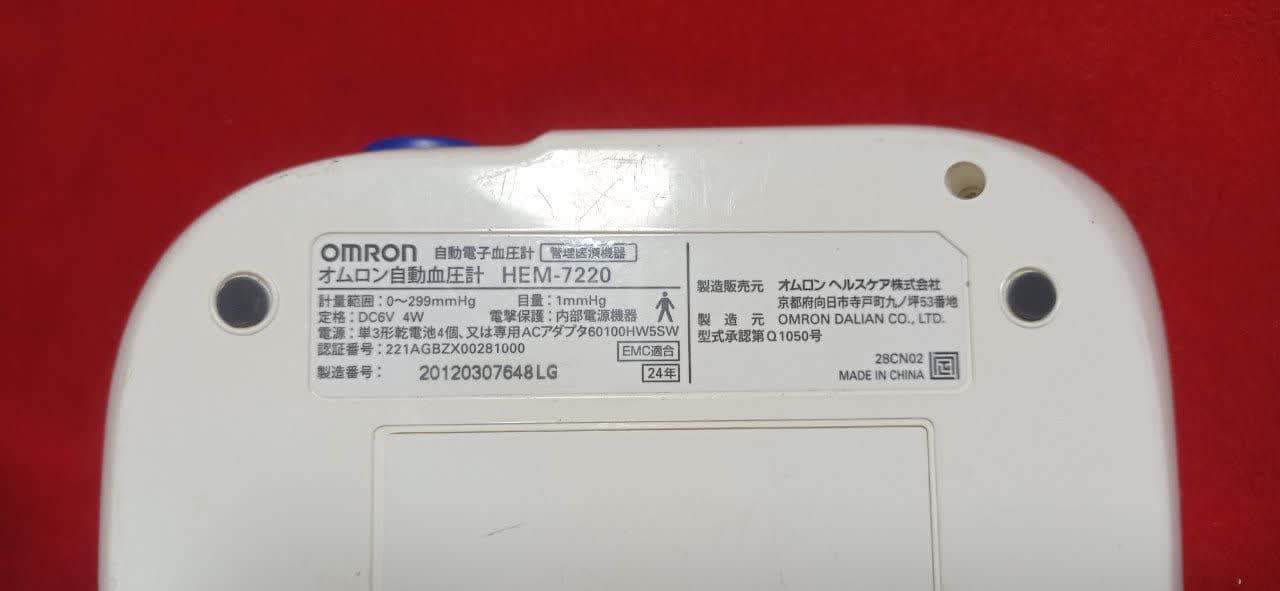 OMRON 自動電子血圧計 管理医療機器
オムロン自動血圧計 HEM-7220
計量範囲：0～299mmHg 目量：1mmHg
定格：DC6V 4W 電撃保護：内部電源機器
電源：単3形乾電池4個、又は専用ACアダプタ60100HW5SW
認証番号：221AGBZX00281000 EMC適合
製造番号： 20120307648LG 24年
製造販売元 オムロン ヘルスケア株式会社
京都府向日市寺戸町九ノ坪53番地
製造元 OMRON DALIAN CO., LTD.
型式承認第Q1050号
28CN02
MADE IN CHINA